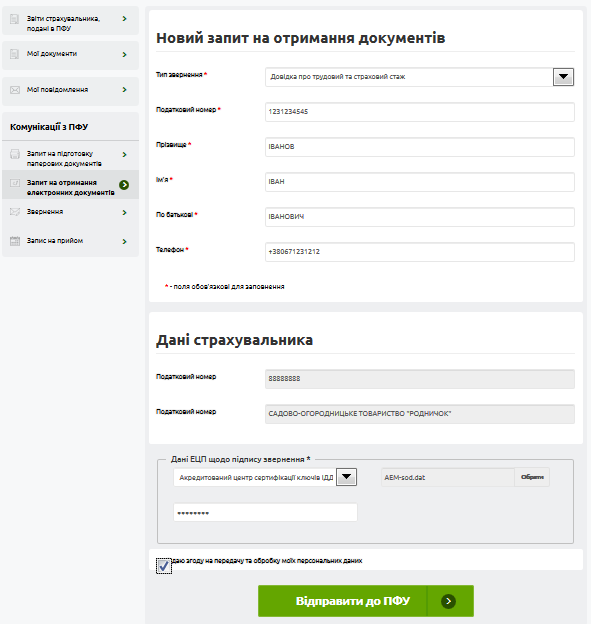 Звіти страхувальника,
подані в ПФУ
Мої документи
Мої повідомлення
Комунікації з ПФУ
Запит на підготовку
паперових документів
Запит на отримання
електронних документів
Звернення
Запис на прийом
Новий запит на отримання документів
Тип звернення *
Довідка про трудовий та страховий стаж
Податковий номер *
1231234545
Прізвище *
ІВАНОВ
Ім'я *
ІВАН
По батькові *
ІВАНОВИЧ
Телефон *
+380671231212
* - поля обов'язкові для заповнення
Дані страхувальника
Податковий номер
88888888
Податковий номер
САДОВО-ОГОРОДНИЦЬКЕ ТОВАРИСТВО "РОДНИЧОК"
Дані ЕЦП щодо підпису звернення *
Акредитований центр сертифікації ключів ІДД
AEM-sod.dat
Обрати
••••••••
даю згоду на передачу та обробку моїх персональних даних
Відправити до ПФУ